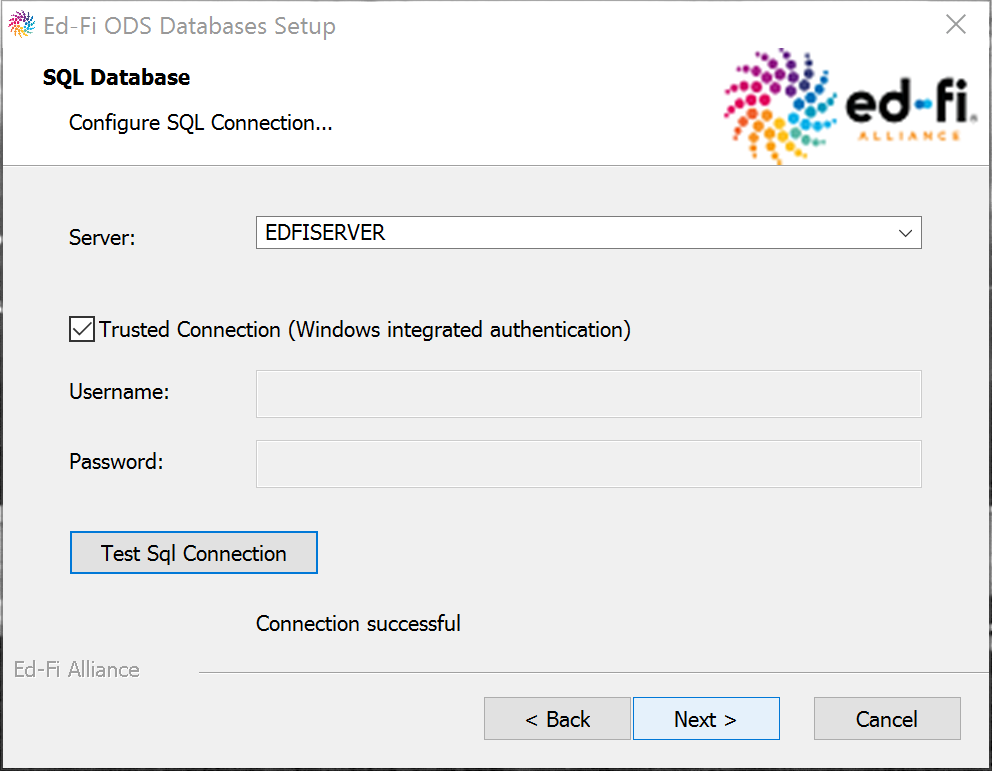 Ed-Fi ODS Databases Setup
SQL Database
Configure SQL Connection...
ed-fi®
ALLIANCE
Server:
EDFISERVER
Trusted Connection (Windows integrated authentication)
Username:
Password:
Test Sql Connection
Connection successful
Ed-Fi Alliance
< Back
Next >
Cancel